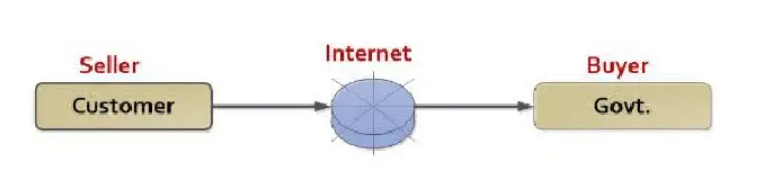 Seller
Internet
Buyer
Customer
Govt.